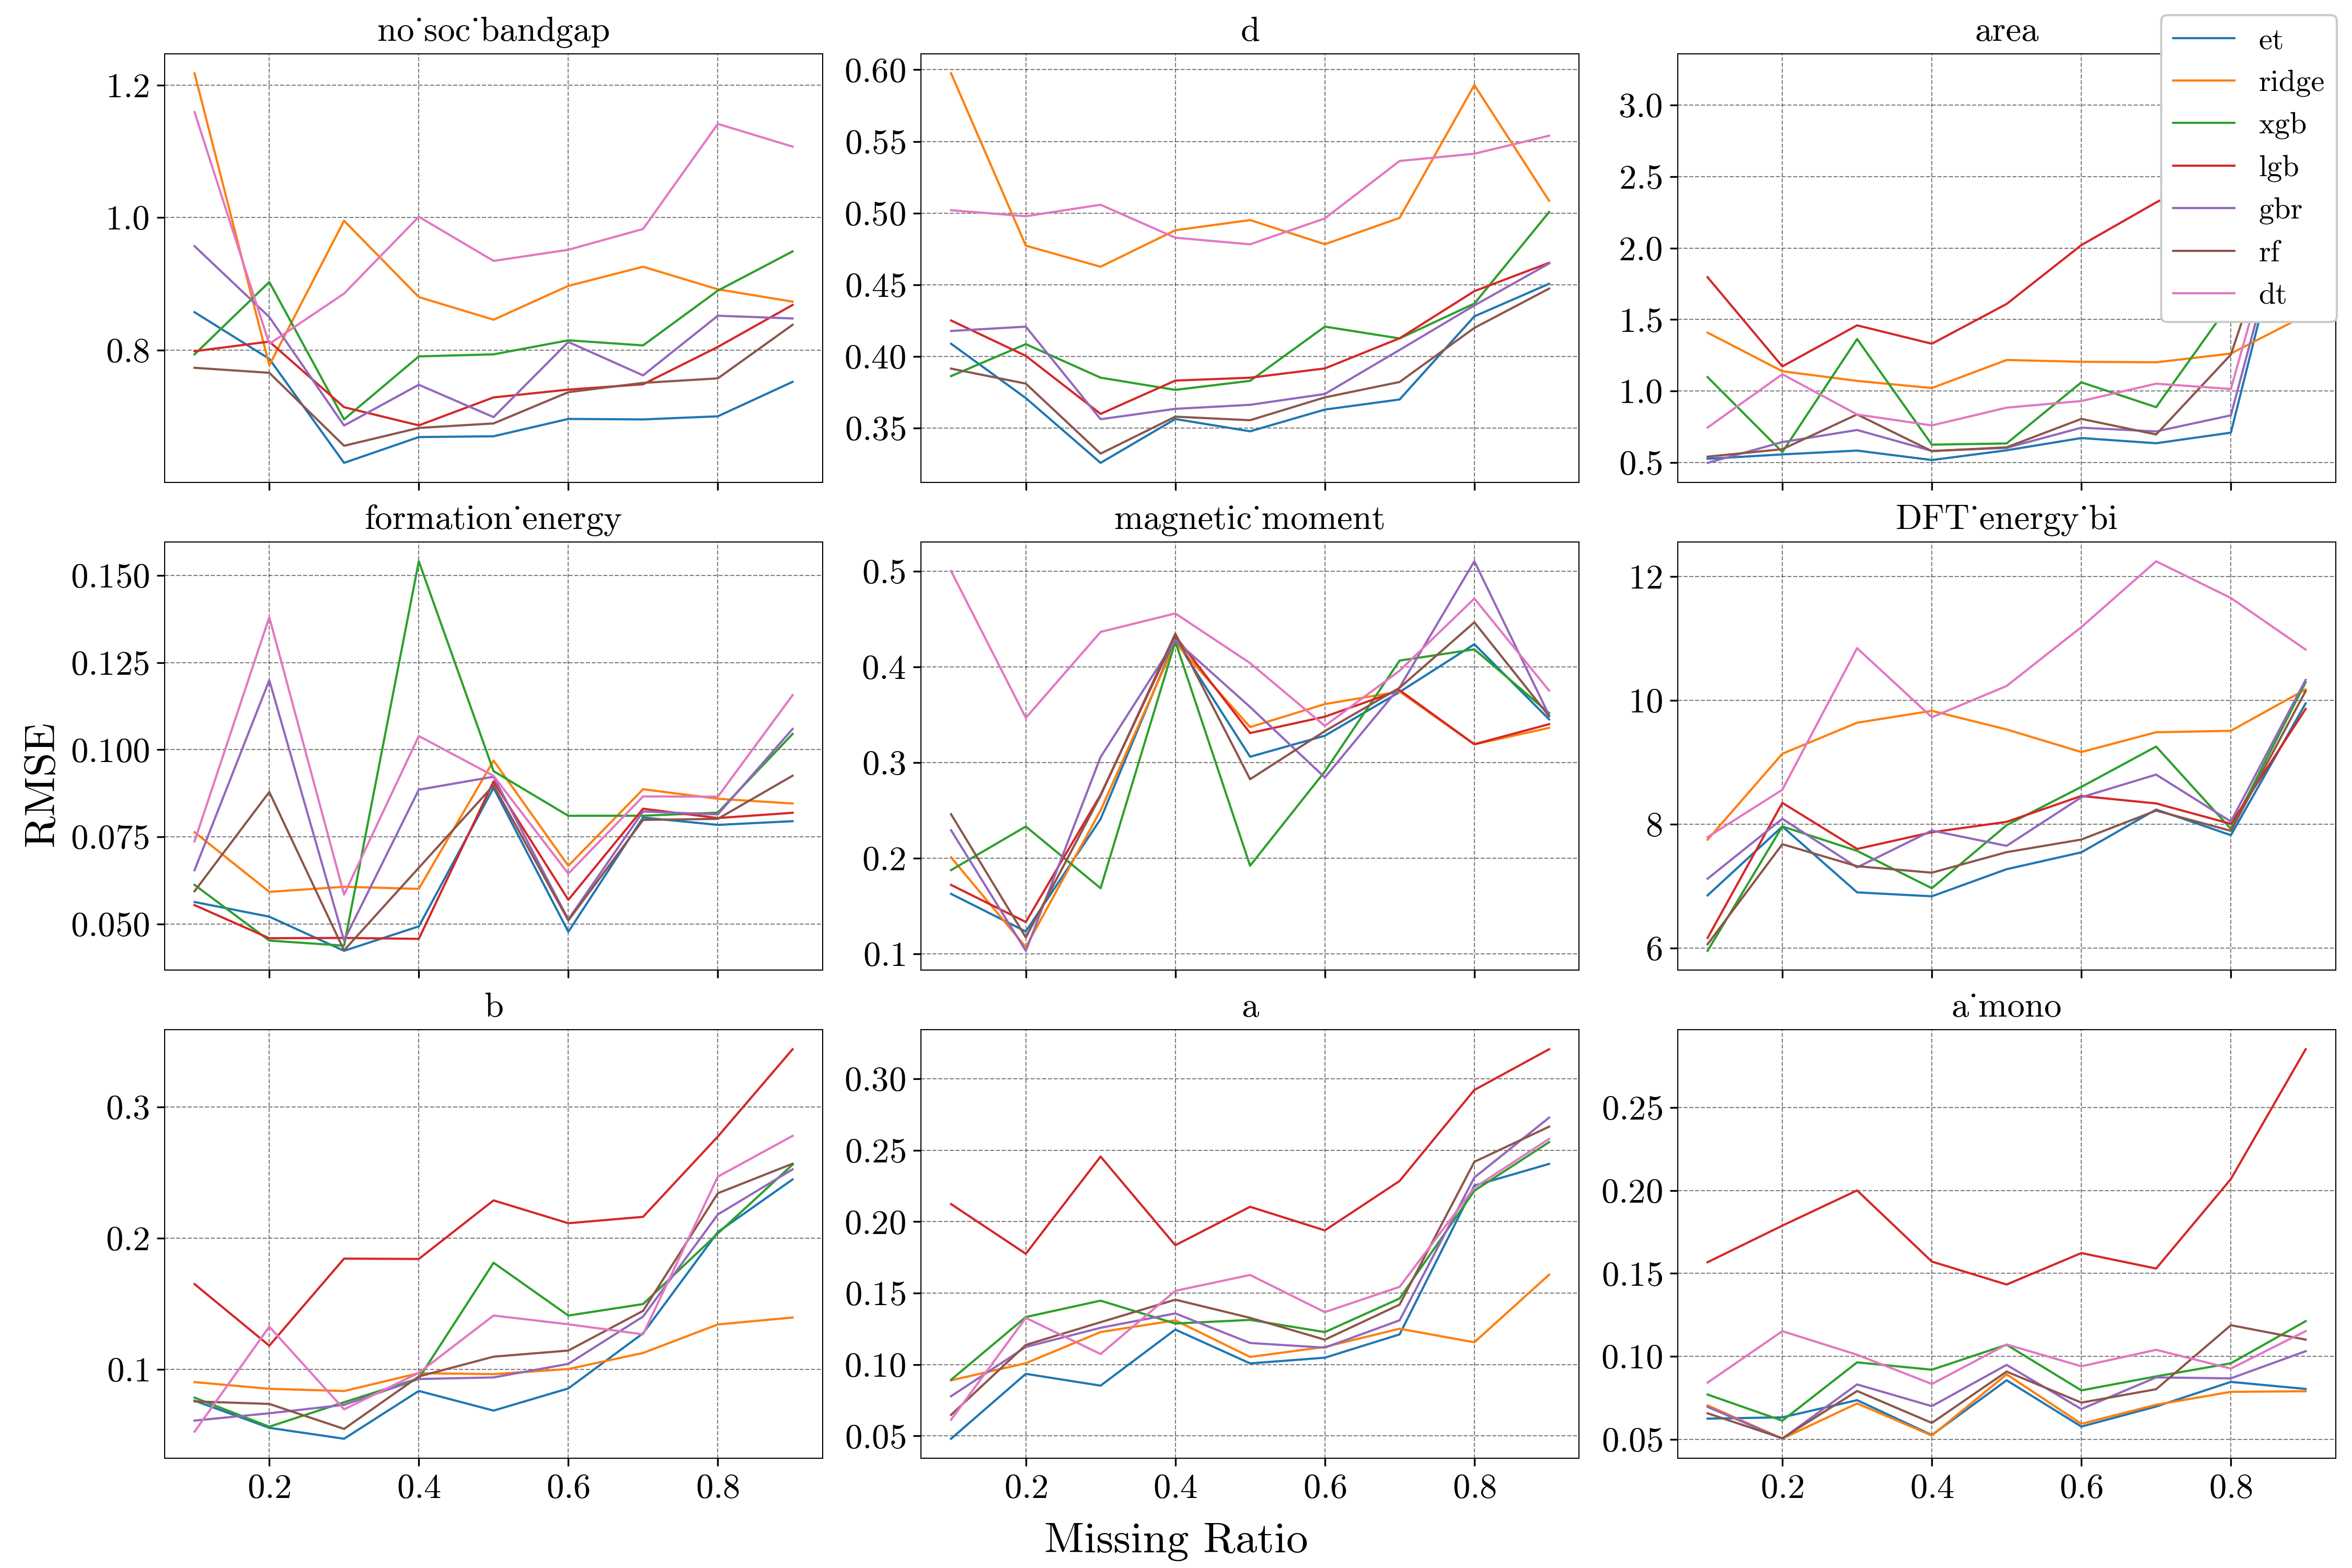 no˙soc˙bandgap
1.2
1.0
0.8
d
0.60
0.55
0.50
0.45
0.40
0.35
area
3.0
2.5
2.0
1.5
1.0
0.5
et
ridge
xgb
lgb
gbr
rf
dt
formation˙energy
0.150
0.125
0.100
0.075
0.050
magnetic˙moment
0.5
0.4
0.3
0.2
0.1
DFT˙energy˙bi
12
10
8
6
RMSE
b
0.3
0.2
0.1
0.2 0.4 0.6 0.8
a
0.30
0.25
0.20
0.15
0.10
0.05
0.2 0.4 0.6 0.8
a˙mono
0.25
0.20
0.15
0.10
0.05
0.2 0.4 0.6 0.8
Missing Ratio